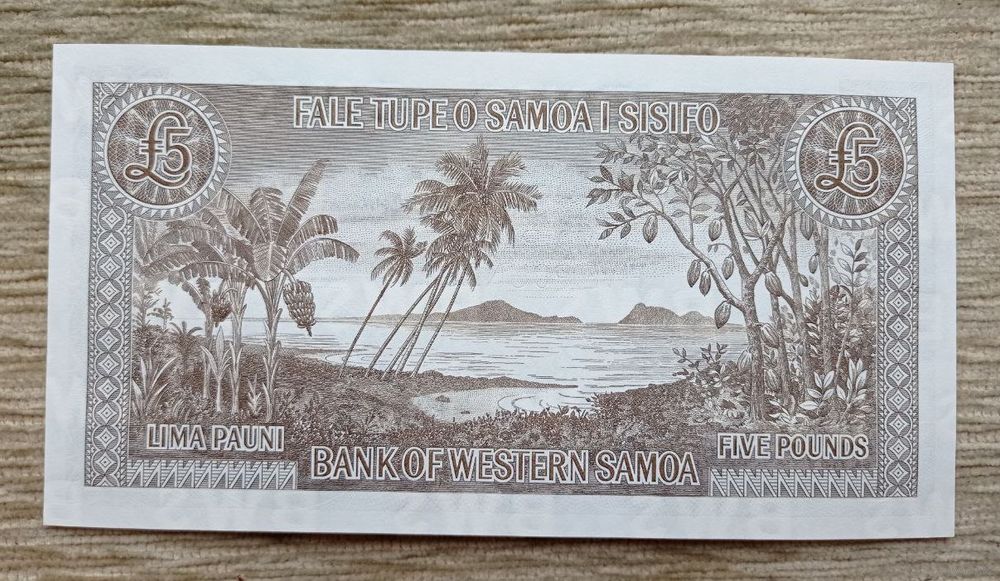 FALE TUPE O SAMOA I SISIFO
£5
£5
LIMA PAUNI
FIVE POUNDS
BANK OF WESTERN SAMOA